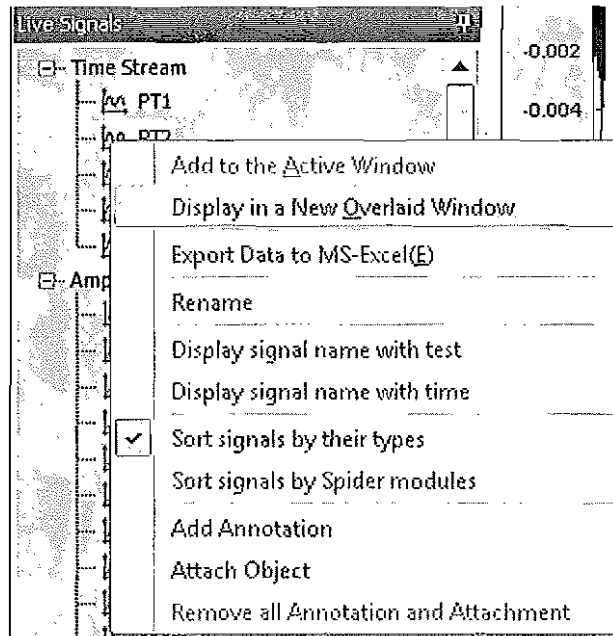 Live Signals
-0.002
Time Stream
PT1
-0.004
PT2
Add to the Active Window
Display in a New Overlaid Window
Export Data to MS-Excel(E)
Amp
Rename
Display signal name with test
Display signal name with time
Sort signals by their types
Sort signals by Spider modules
Add Annotation
Attach Object
Remove all Annotation and Attachment